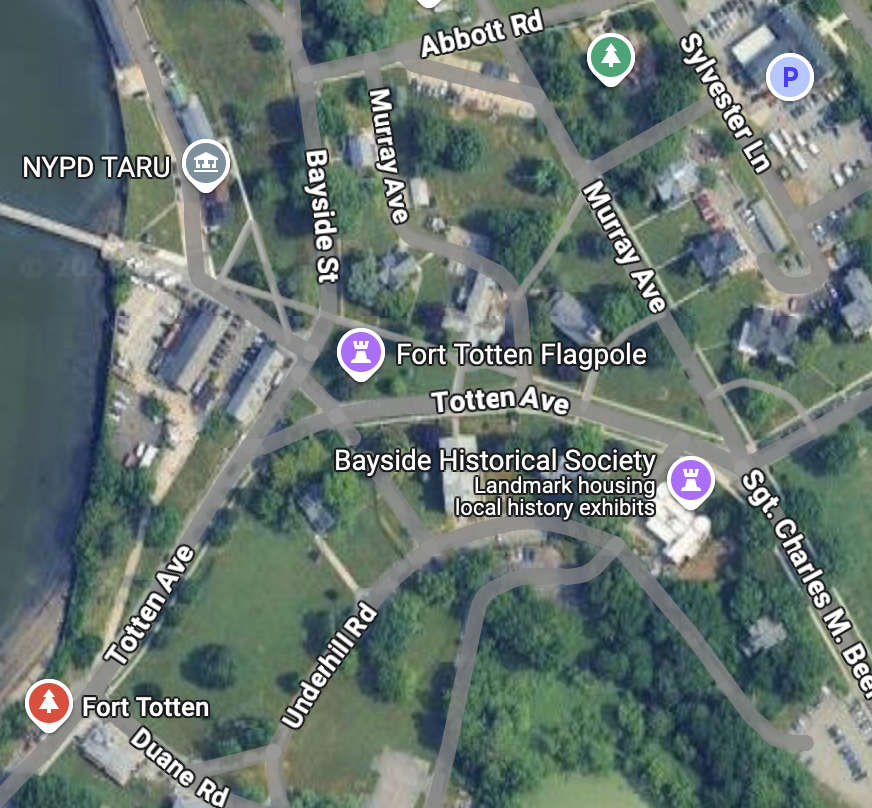 Abbott Rd
Sylvester Ln
P
Murray Ave
NYPD TARU
Bayside St
Murray Ave
Fort Totten Flagpole
Totten Ave
Bayside Historical Society
Landmark housing
local history exhibits
Sgt. Charles M. Beer
Totten Ave
Underhill Rd
Fort Totten
Duane Rd